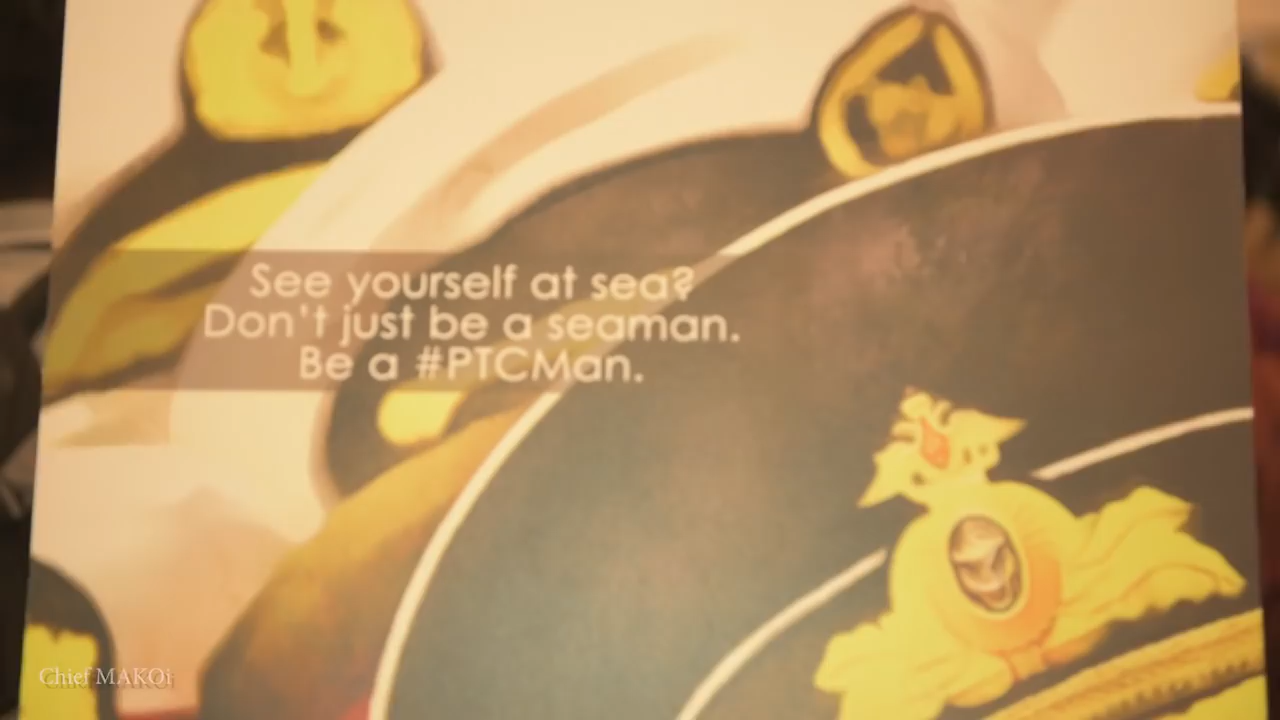 See yourself at sea?
Don't just be a seaman.
Be a #PTCMan.
Chief MAKOi